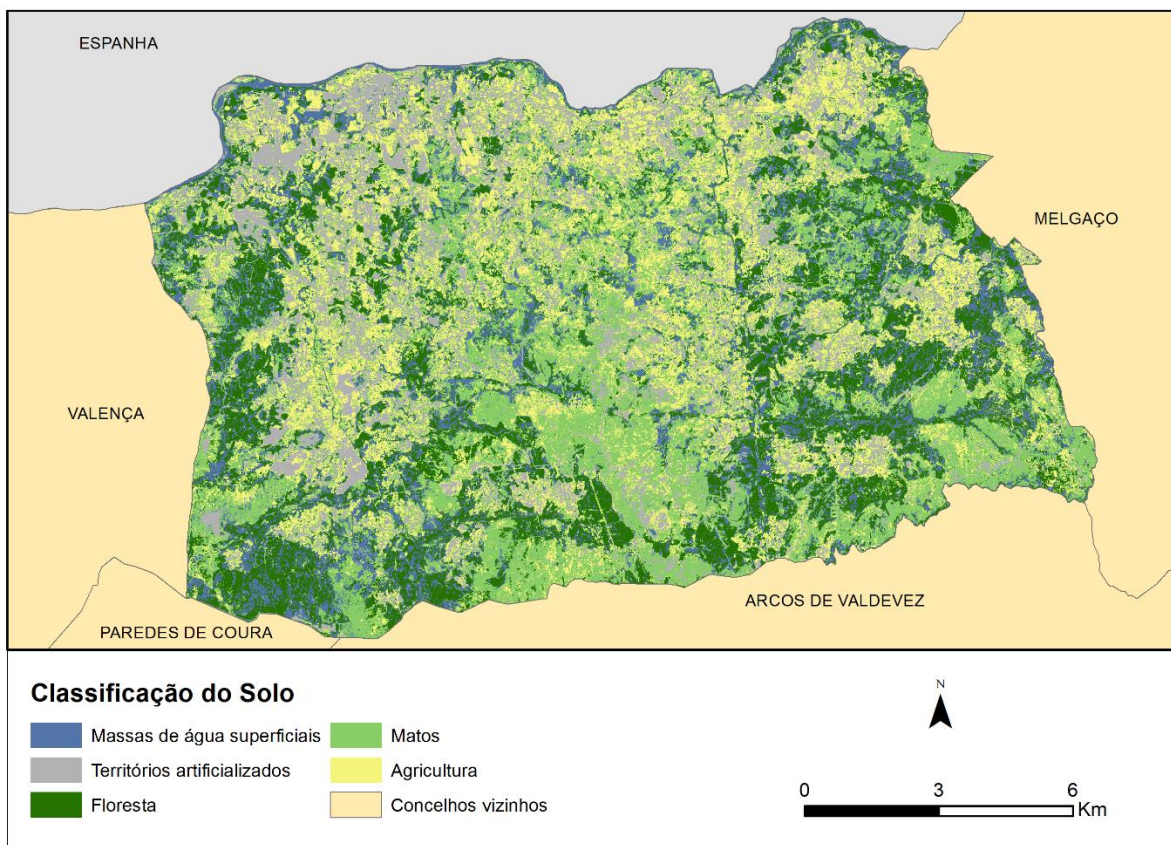 ESPANHA
MELGAÇO
VALENÇA
ARCOS DE VALDEVEZ
PAREDES DE COURA
Classificação do Solo
N
Massas de água superficiais
Matos
Territórios artificializados
Agricultura
Floresta
Concelhos vizinhos
0 3 6
Km